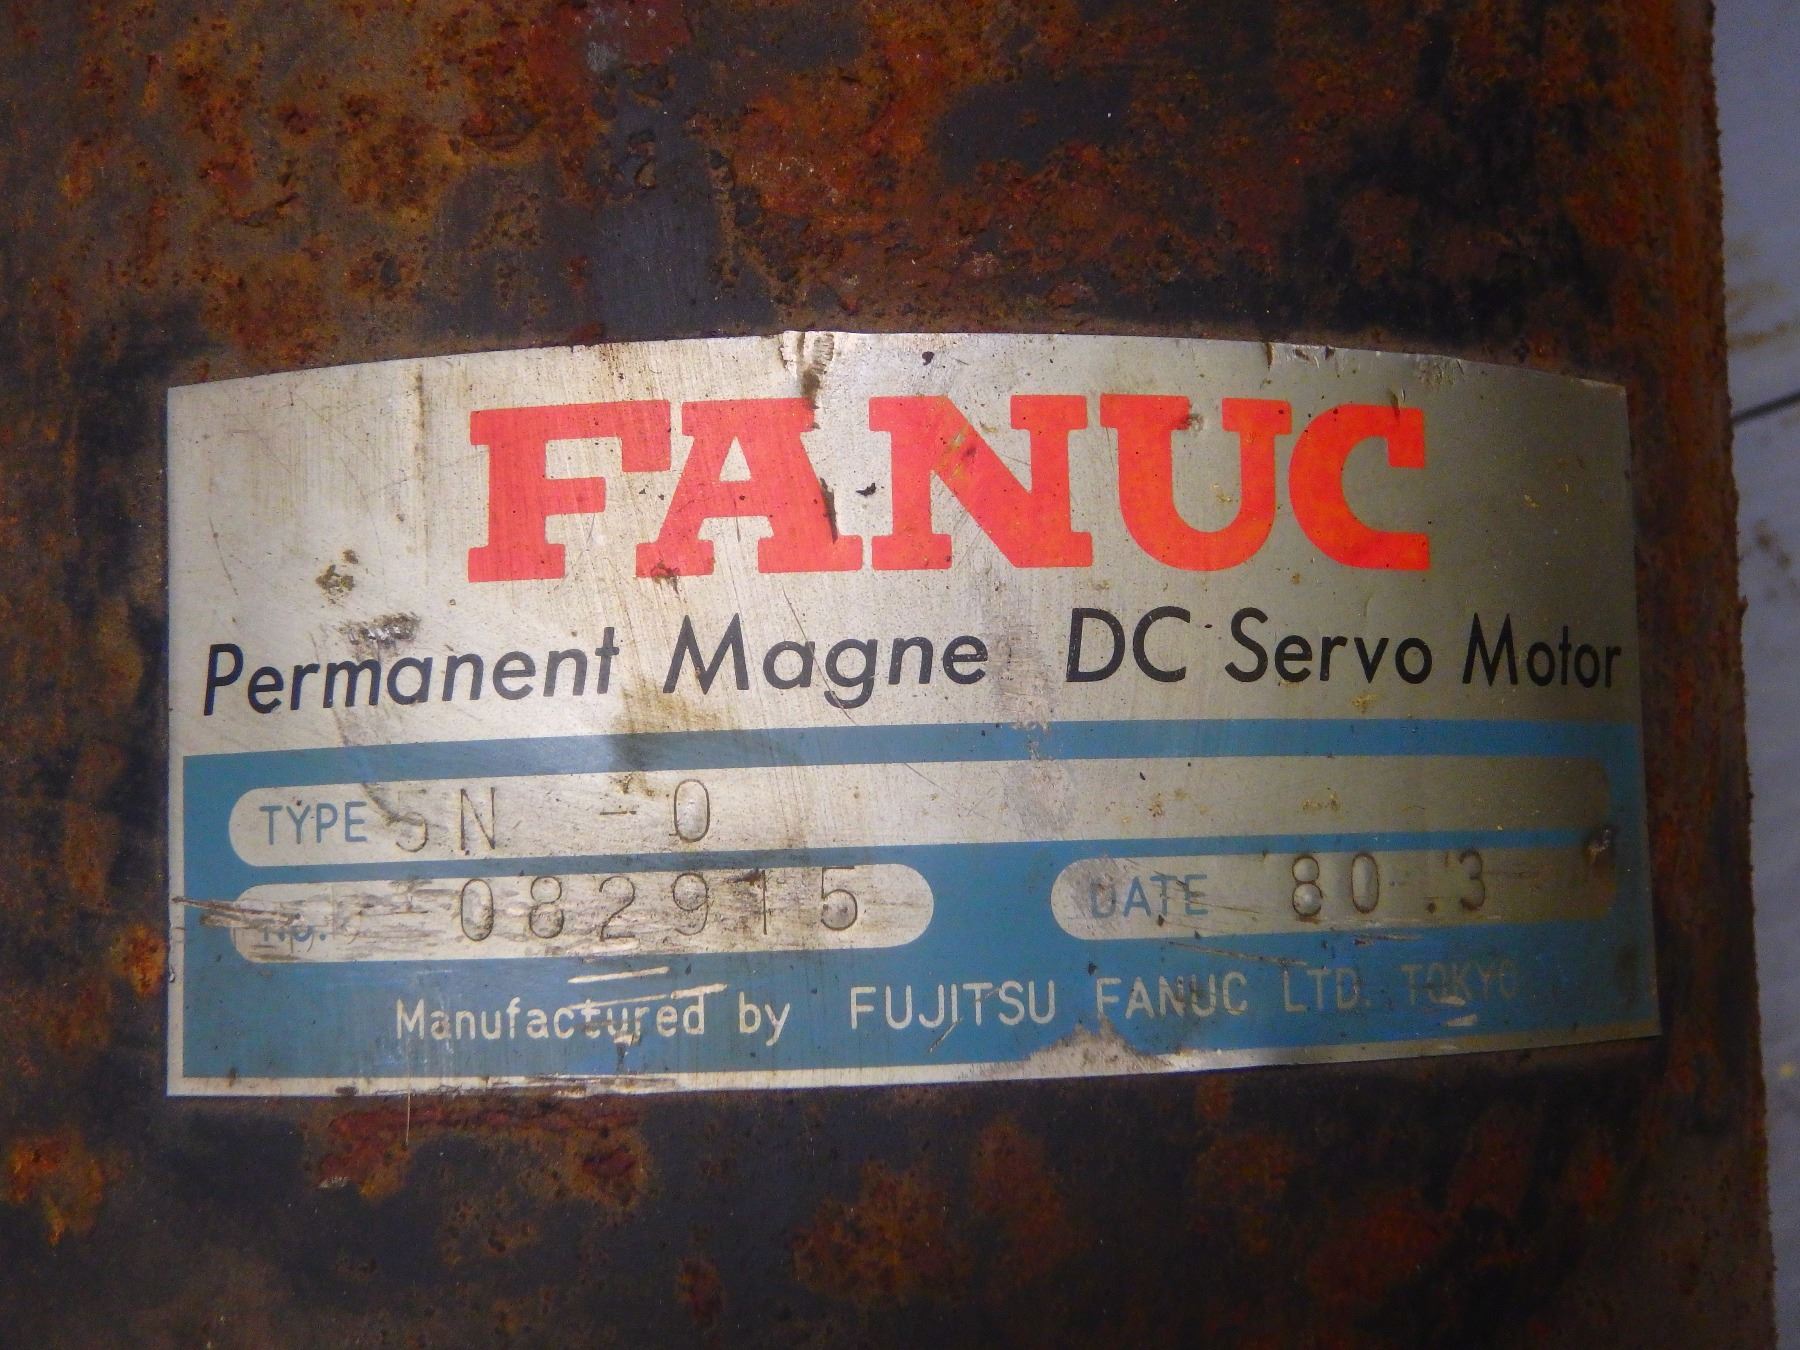 FANUC
Permanent Magne DC Servo Motor
TYPE 5N - 0
082915 DATE 80.3
Manufactured by FUJITSU FANUC LTD. TOKYO